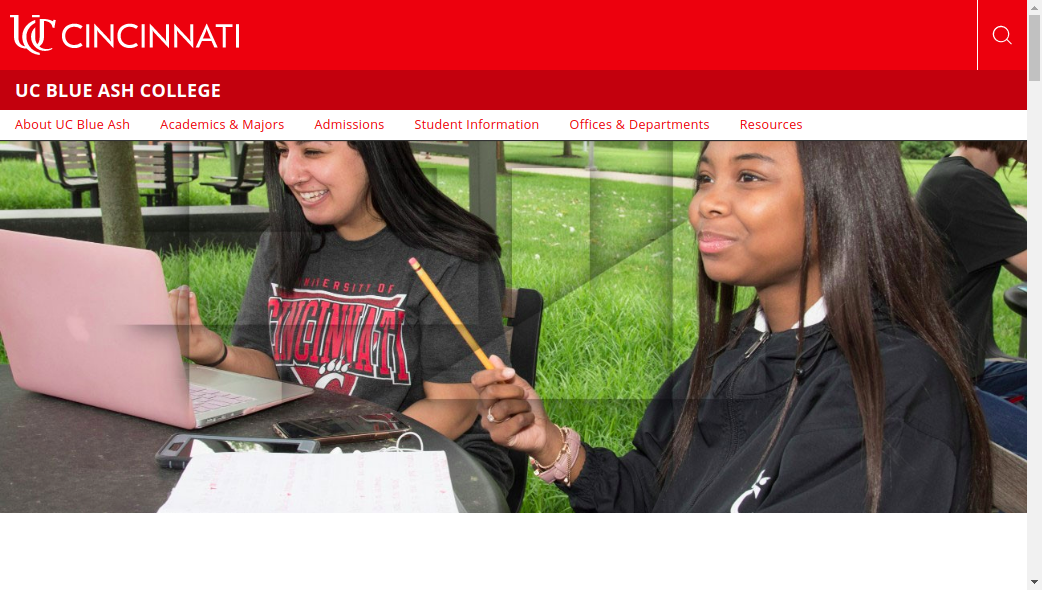 UC CINCINNATI
UC BLUE ASH COLLEGE
About UC Blue Ash Academics & Majors Admissions Student Information Offices & Departments Resources
UNIVERSITY OF
CINCINNATI